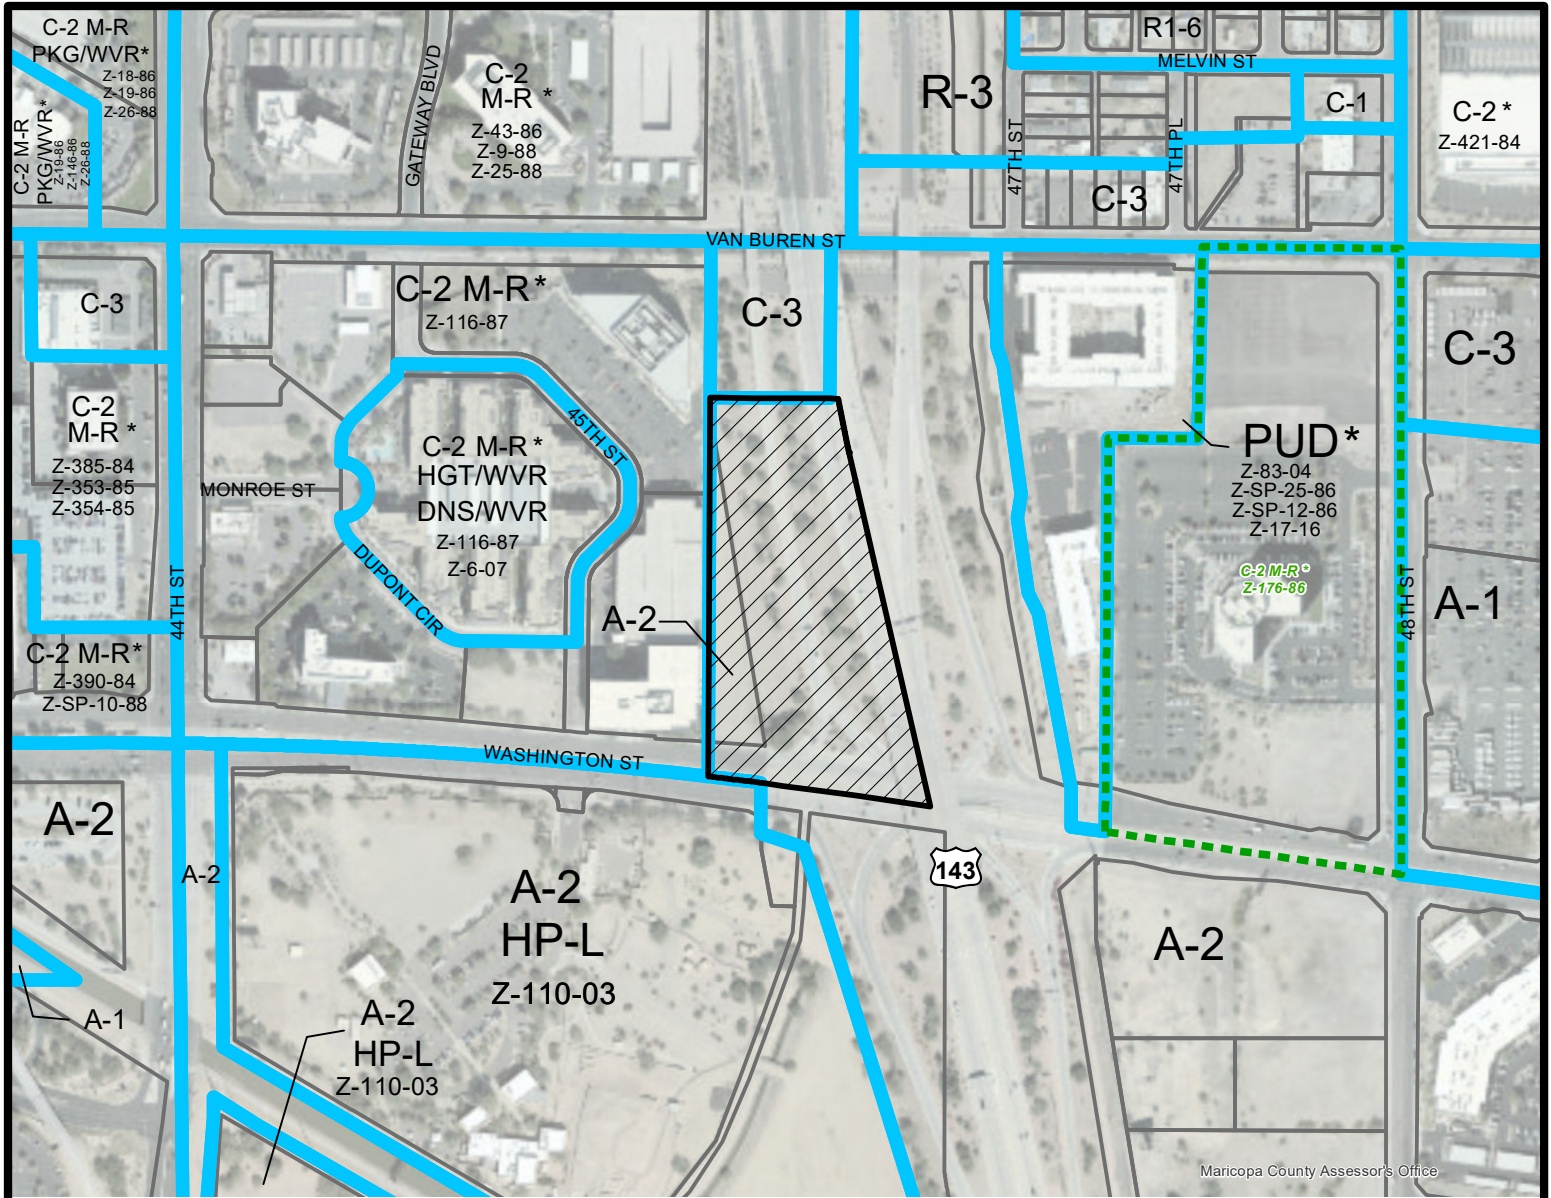 C-2 M-R
PKG/WVR*
Z-18-86
Z-19-86
Z-26-88
C-2 M-R
PKG/WVR*
Z-19-86
Z-146-86
Z-26-88
GATEWAY BLVD
C-2
M-R *
Z-43-86
Z-9-88
Z-25-88
R-3
R1-6
MELVIN ST
47TH ST
47TH PL
C-1
C-2 *
Z-421-84
C-3
VAN BUREN ST
C-3
C-2 M-R *
Z-116-87
C-3
C-3
C-2
M-R *
Z-385-84
Z-353-85
Z-354-85
MONROE ST
45TH ST
C-2 M-R *
HGT/WVR
DNS/WVR
Z-116-87
Z-6-07
DUPONT CIR
PUD *
Z-83-04
Z-SP-25-86
Z-SP-12-86
Z-17-16
C-2 M-R *
Z-176-86
44TH ST
A-2
48TH ST
A-1
C-2 M-R *
Z-390-84
Z-SP-10-88
WASHINGTON ST
A-2
A-2
A-2
HP-L
Z-110-03
143
A-2
A-1
A-2
HP-L
Z-110-03
Maricopa County Assessor's Office